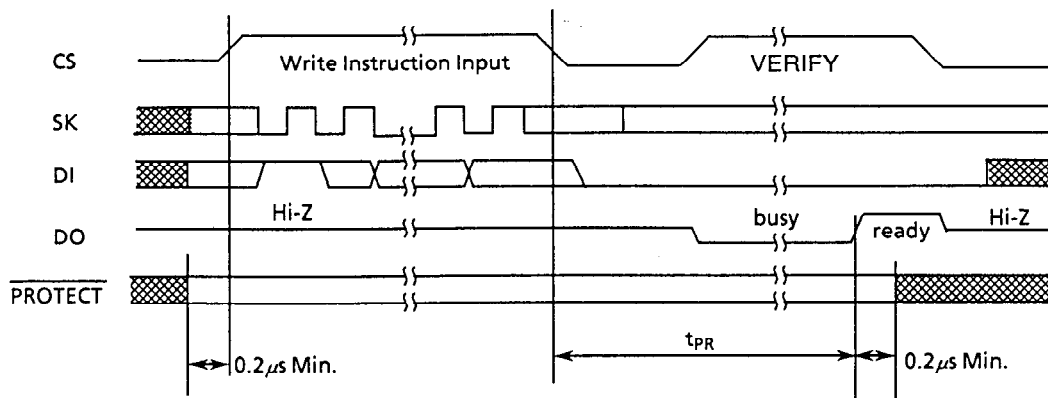 CS
Write Instruction Input
VERIFY
SK
DI
Hi-Z
busy
Hi-Z
DO
ready
PROTECT
tPR
0.2μs Min.
0.2μs Min.